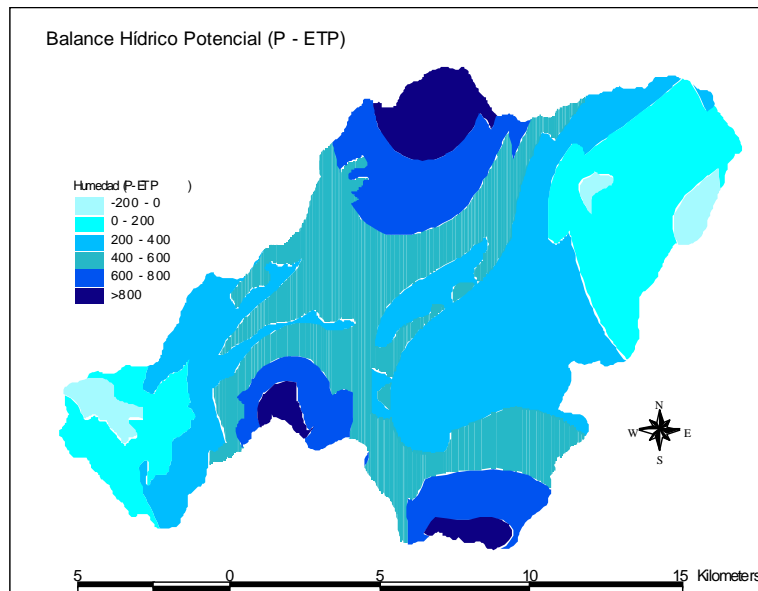 Balance Hídrico Potencial (P - ETP)
Humedad (P-ETP )
-200 - 0
0 - 200
200 - 400
400 - 600
600 - 800
>800
N
W E
S
5 0 5 10 15 Kilometers